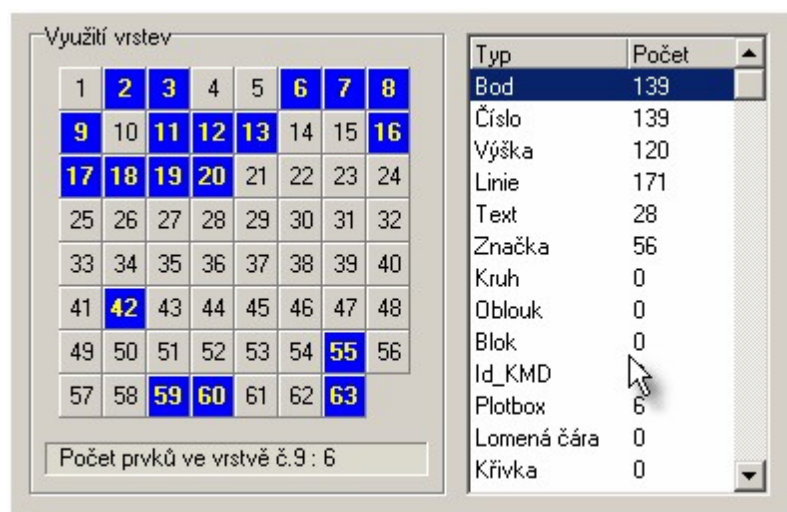 Využití vrstev
1 2 3 4 5 6 7 8
9 10 11 12 13 14 15 16
17 18 19 20 21 22 23 24
25 26 27 28 29 30 31 32
33 34 35 36 37 38 39 40
41 42 43 44 45 46 47 48
49 50 51 52 53 54 55 56
57 58 59 60 61 62 63
Počet prvků ve vrstvě č.9 : 6
Typ Počet
Bod 139
Číslo 139
Výška 120
Linie 171
Text 28
Značka 56
Kruh 0
Oblouk 0
Blok 0
Id_KMD
Plotbox 6
Lomená čára 0
Křivka 0